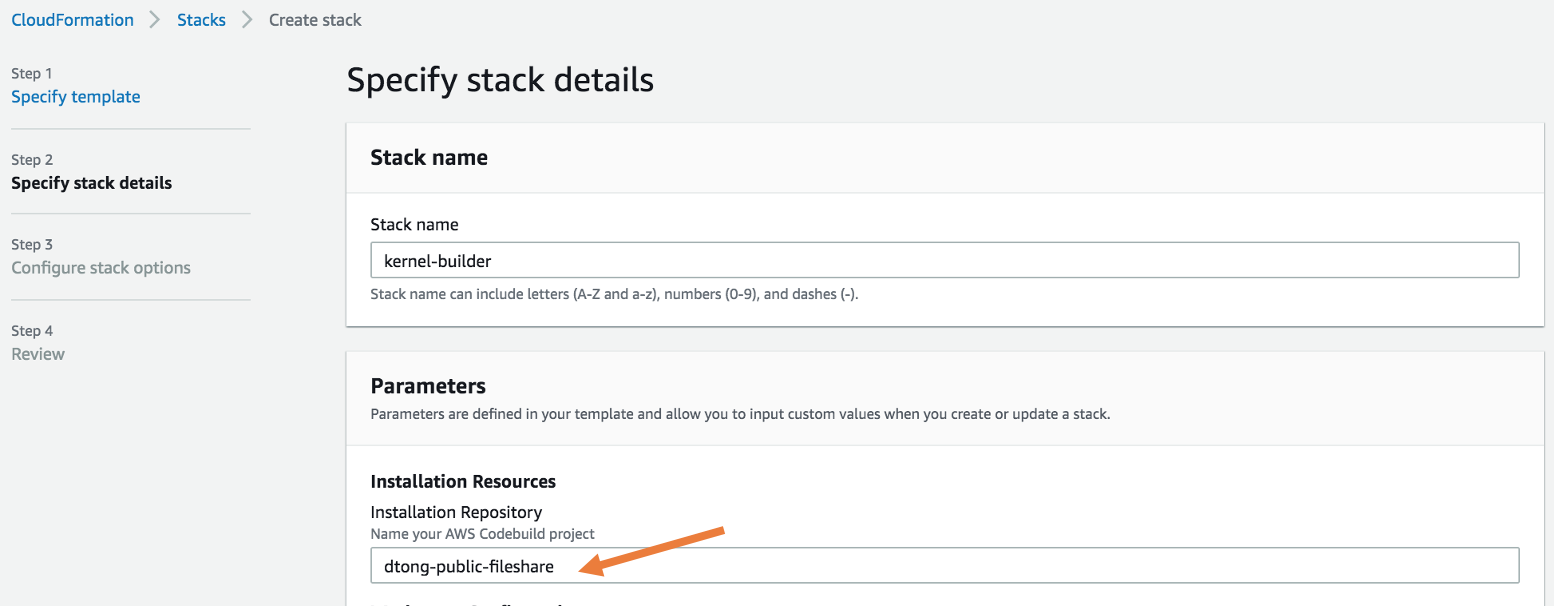 CloudFormation > Stacks > Create stack
Step 1
Specify template
Step 2
Specify stack details
Step 3
Configure stack options
Step 4
Review
Specify stack details
Stack name
Stack name
kernel-builder
Stack name can include letters (A-Z and a-z), numbers (0-9), and dashes (-).
Parameters
Parameters are defined in your template and allow you to input custom values when you create or update a stack.
Installation Resources
Installation Repository
Name your AWS Codebuild project
dtong-public-fileshare